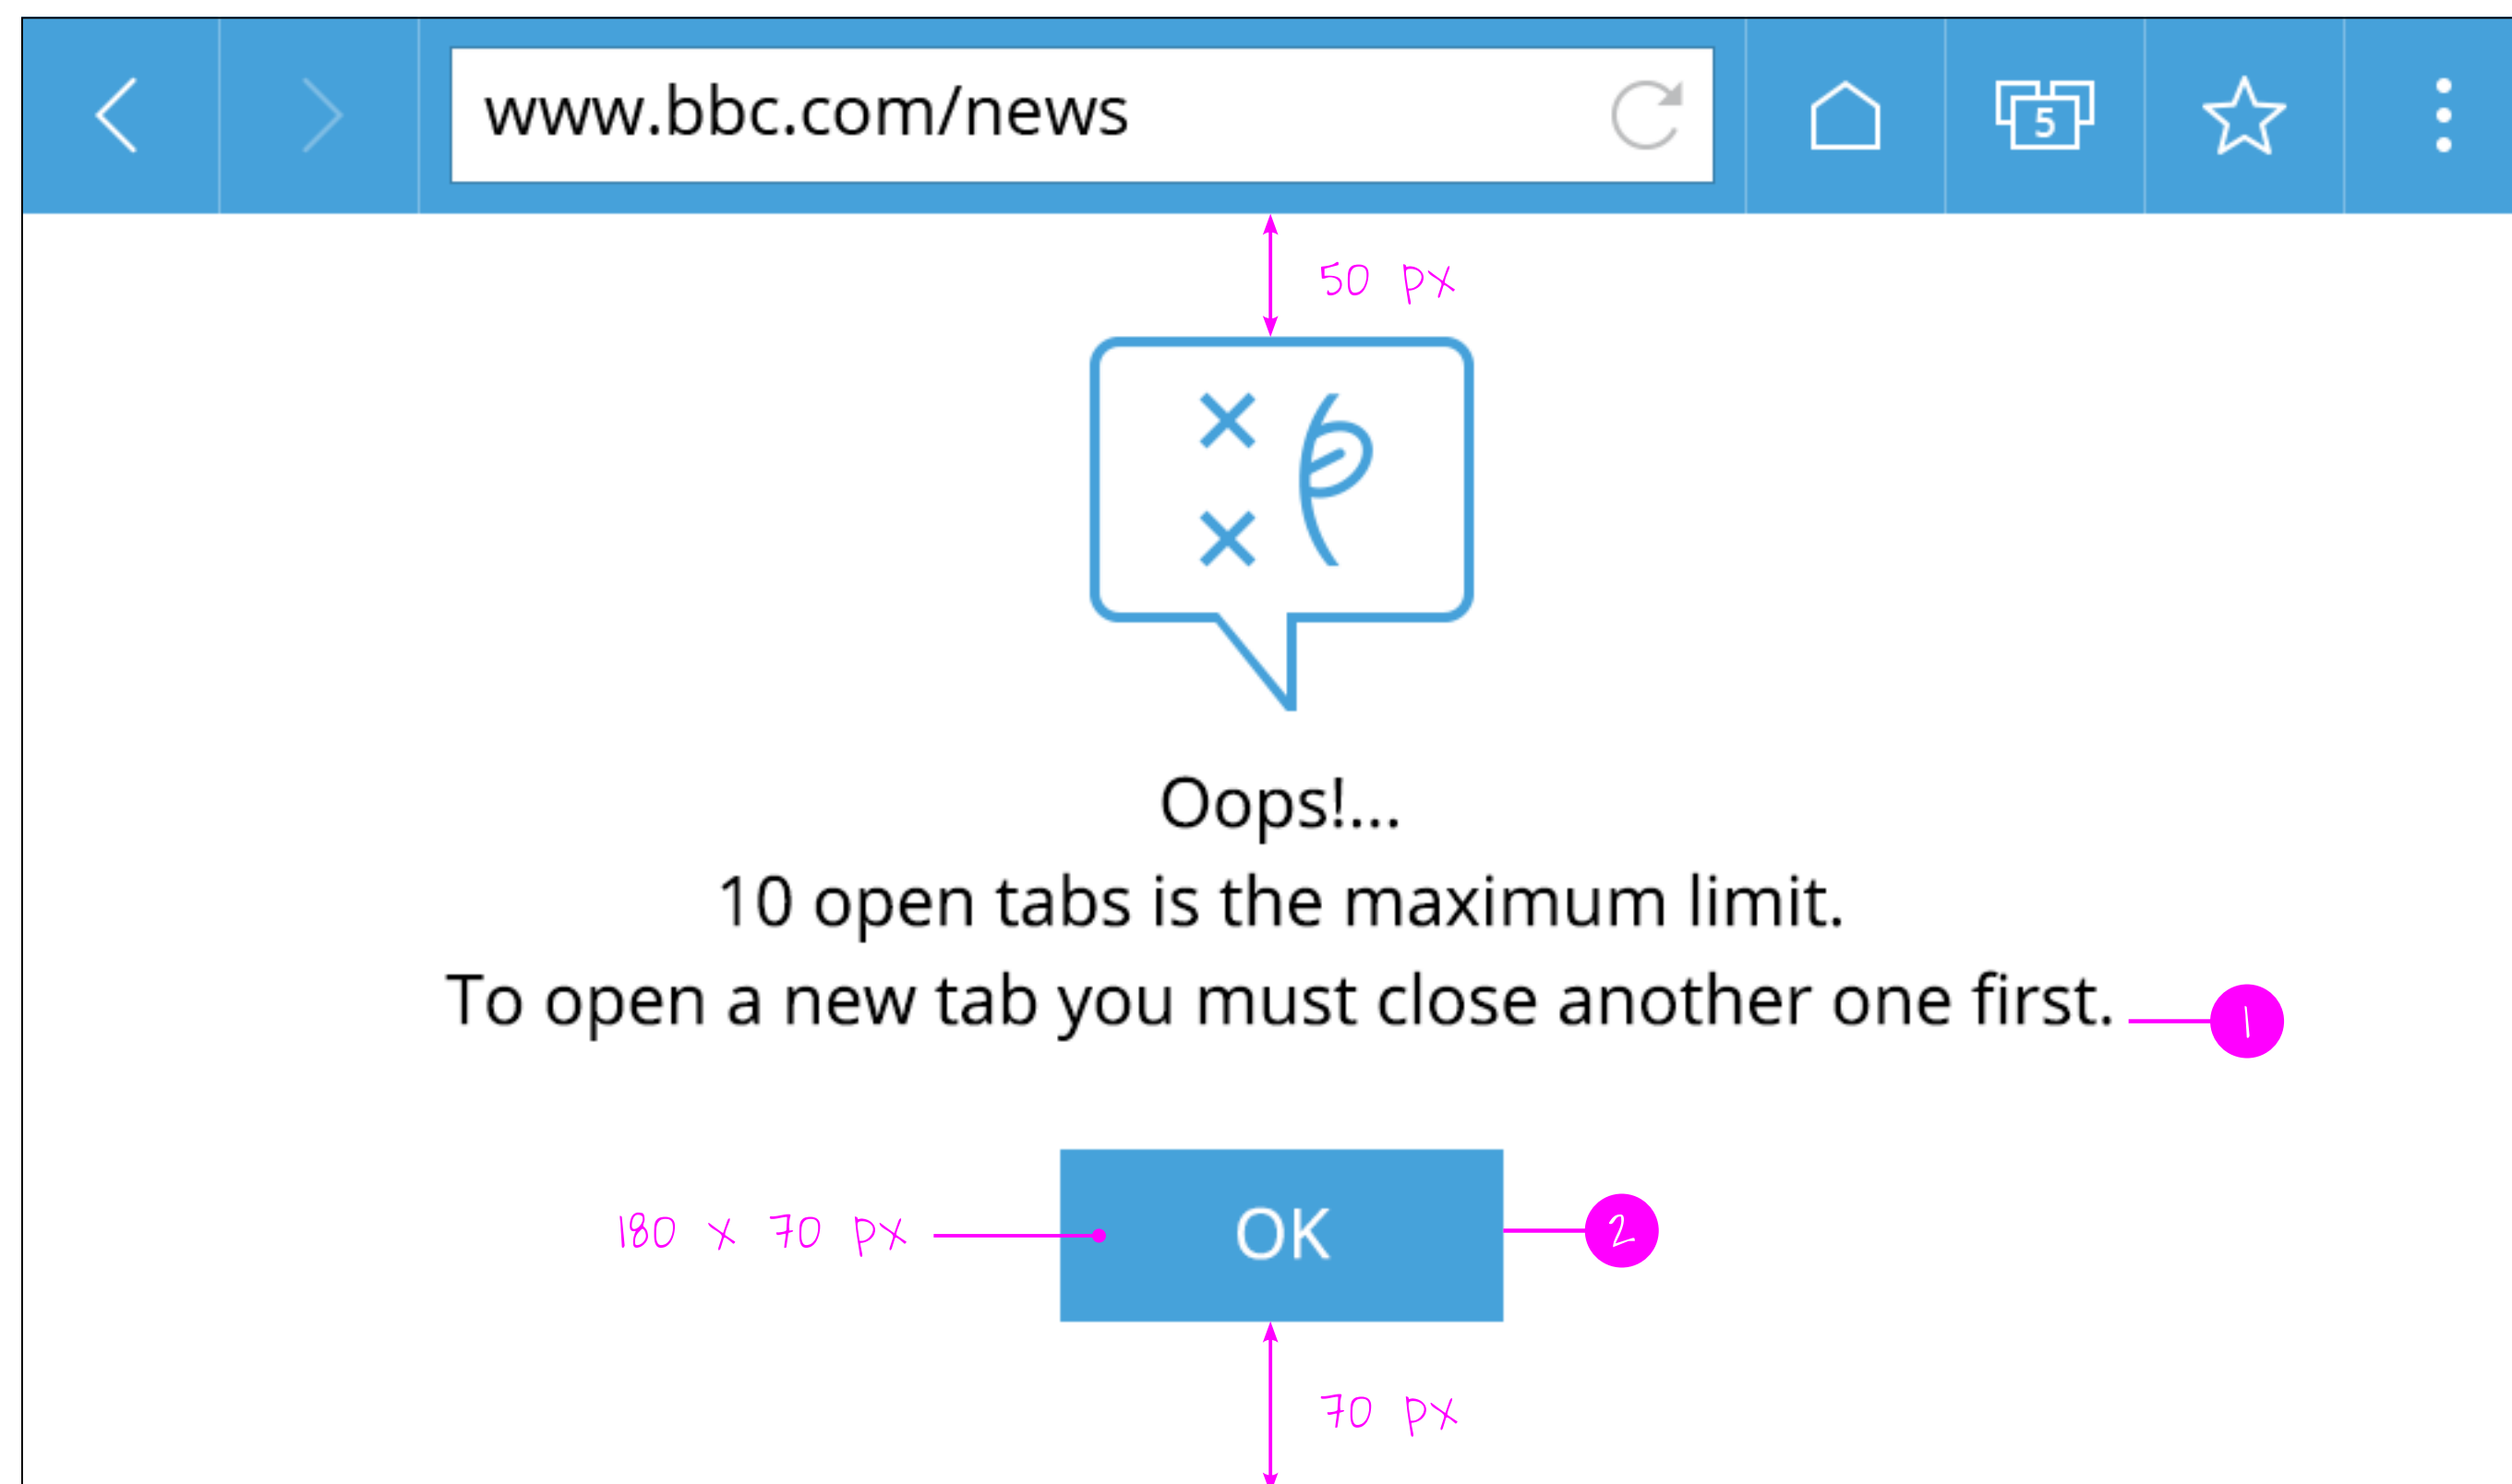 www.bbc.com/news
5
50 px
Oops!...
10 open tabs is the maximum limit.
To open a new tab you must close another one first.
1
180 x 70 px
OK
2
70 px